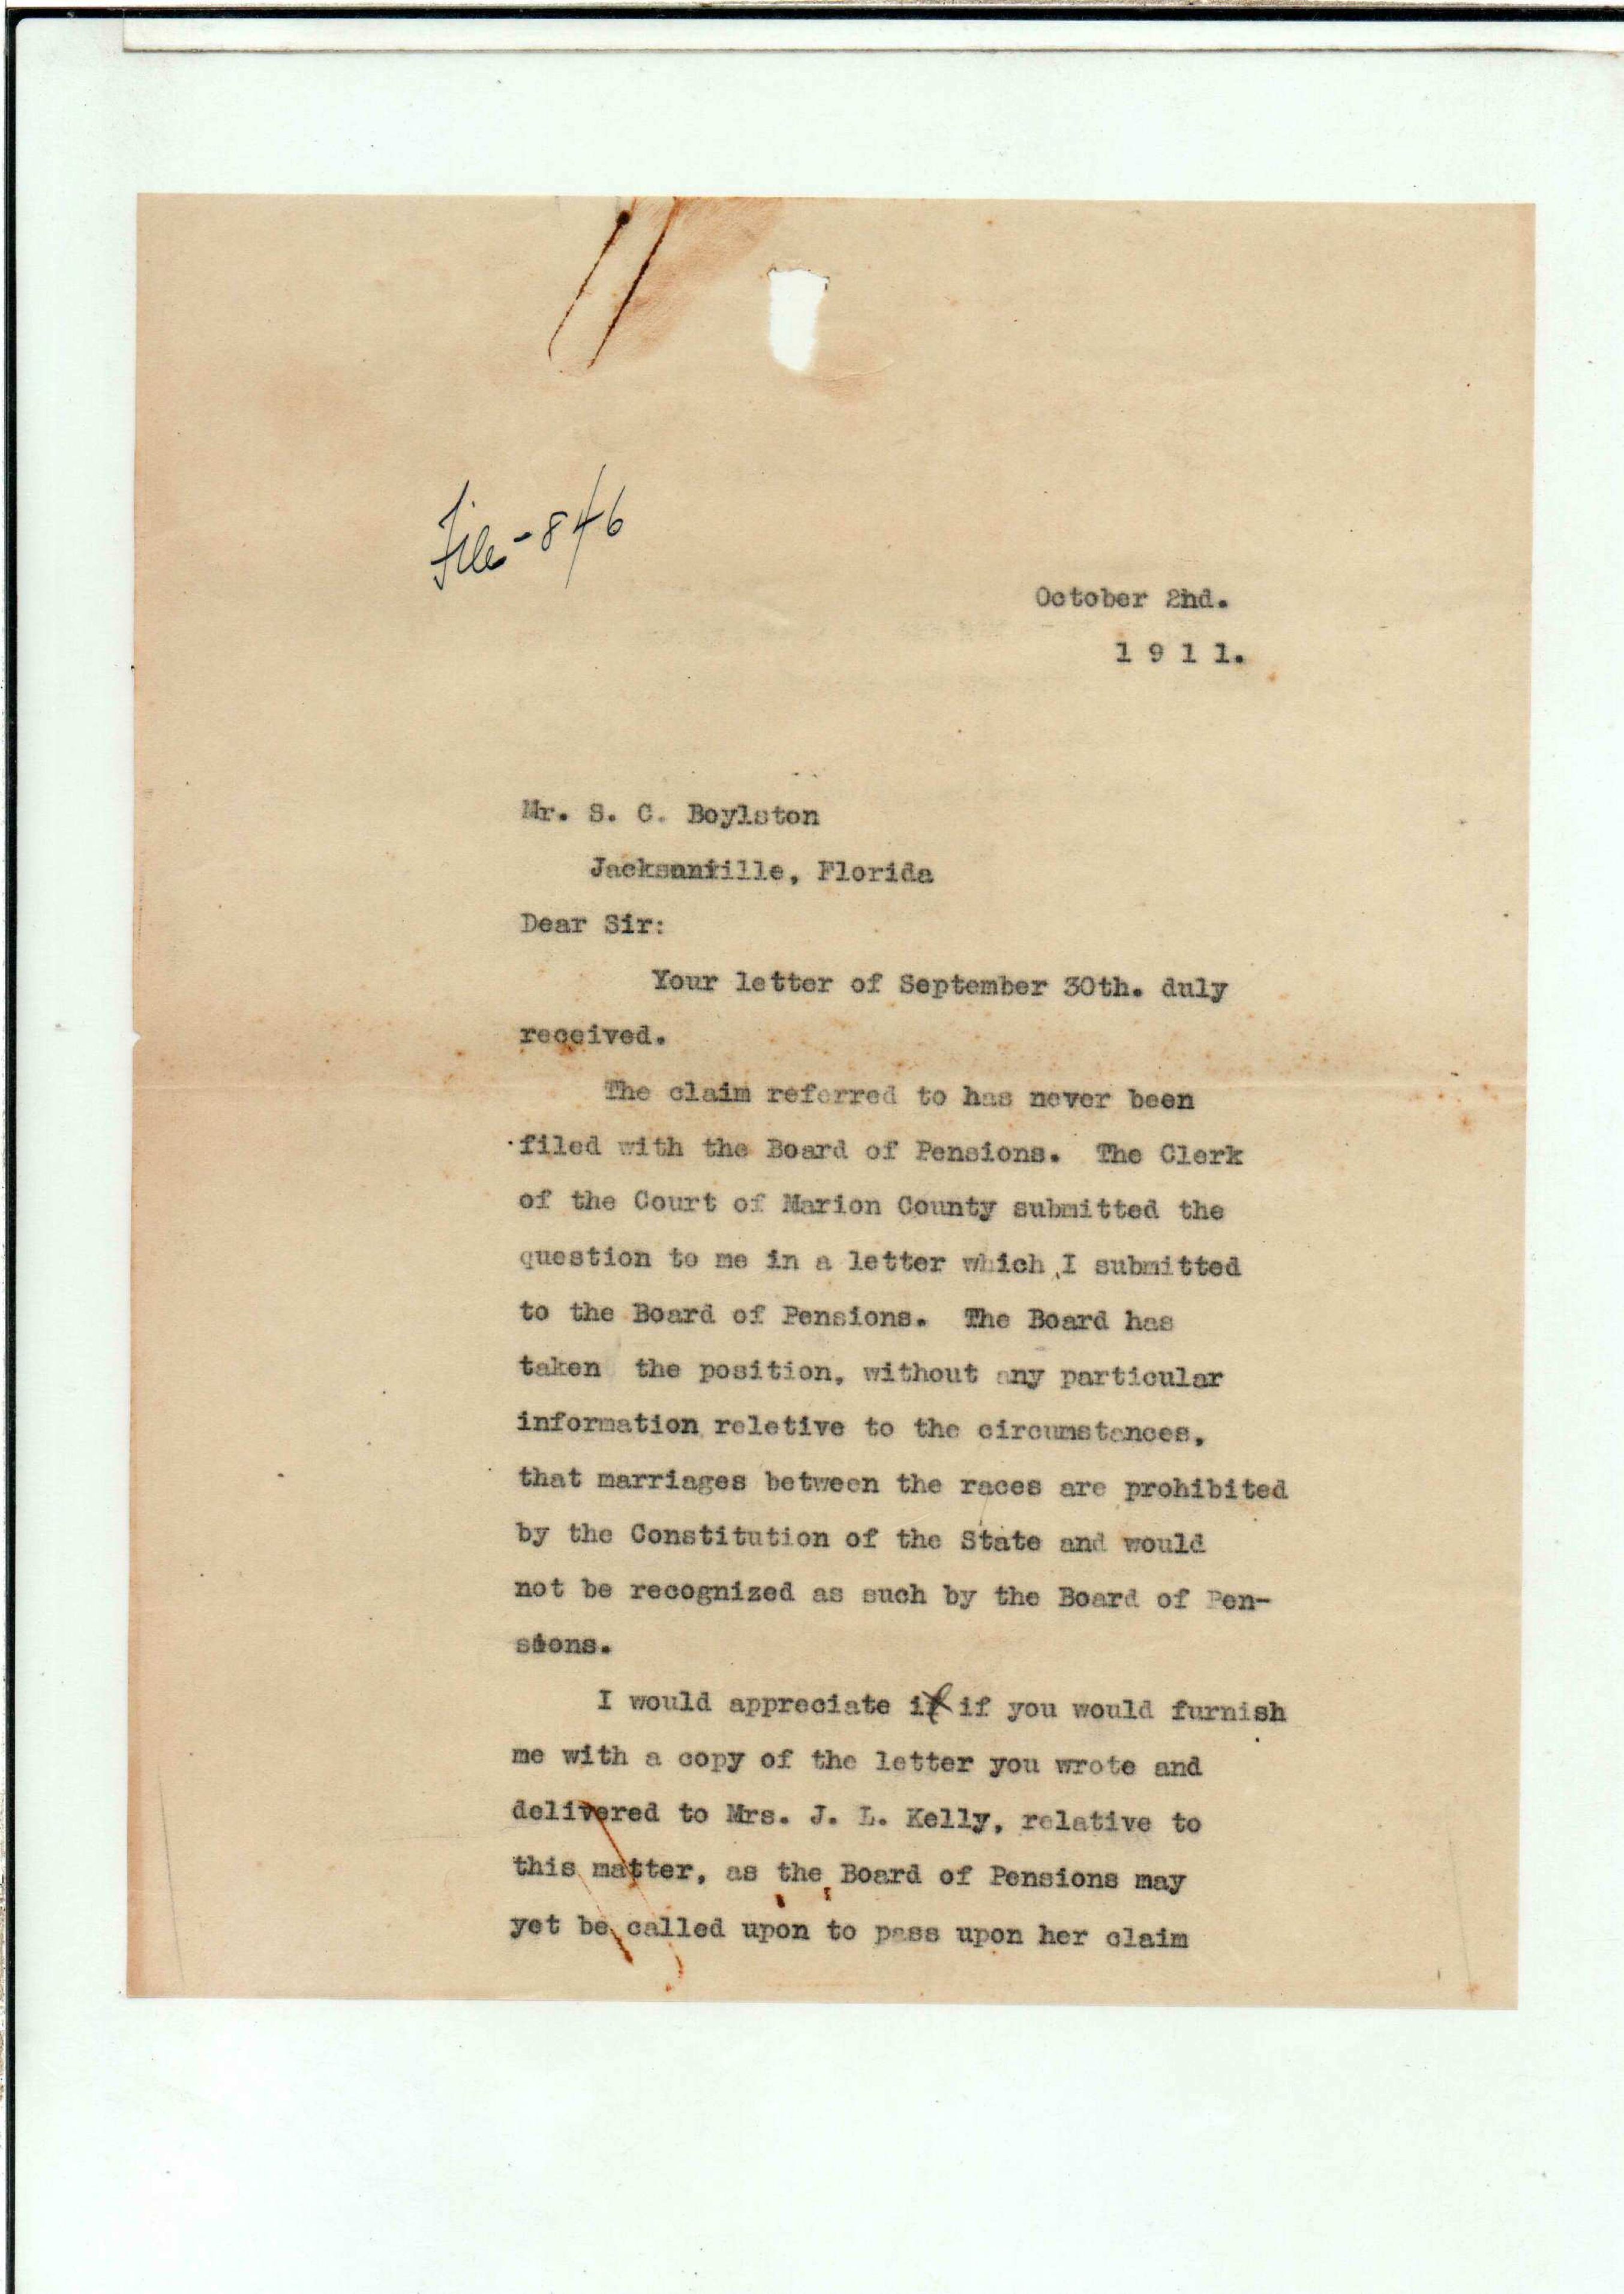 File - 846
October 2nd.
1 9 1 1.
Mr. S. C. Boylston
Jacksonville, Florida
Dear Sir:
Your letter of September 30th. duly
received.
The claim referred to has never been
filed with the Board of Pensions. The Clerk
of the Court of Marion County submitted the
question to me in a letter which I submitted
to the Board of Pensions. The Board has
taken the position, without any particular
information reletive to the circumstances,
that marriages between the races are prohibited
by the Constitution of the State and would
not be recognized as such by the Board of Pen-
sions.
I would appreciate it if you would furnish
me with a copy of the letter you wrote and
delivered to Mrs. J. L. Kelly, relative to
this matter, as the Board of Pensions may
yet be called upon to pass upon her claim